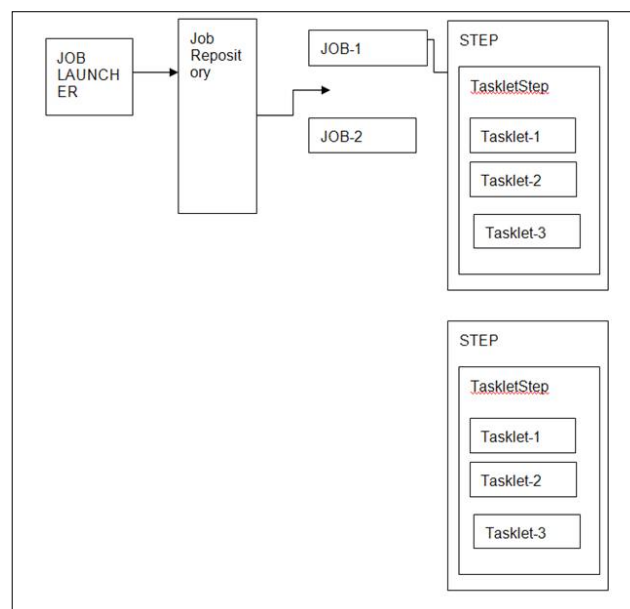 JOB
LAUNCH
ER
Job
Reposit
ory
JOB-1
JOB-2
STEP
TaskletStep
Tasklet-1
Tasklet-2
Tasklet-3
STEP
TaskletStep
Tasklet-1
Tasklet-2
Tasklet-3